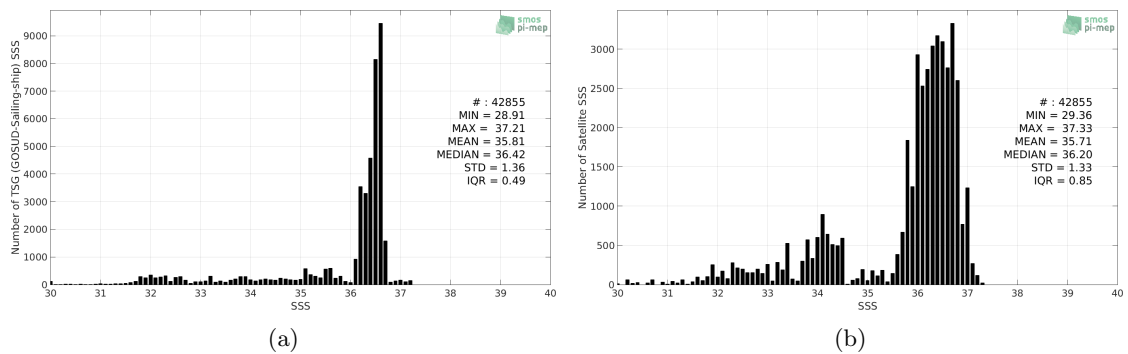 smos
pi-mep
Number of TSG (GOSUD-Sailing-ship) SSS
9000
8000
7000
6000
5000
4000
3000
2000
1000
0
# : 42855
MIN = 28.91
MAX = 37.21
MEAN = 35.81
MEDIAN = 36.42
STD = 1.36
IQR = 0.49
30 31 32 33 34 35 36 37 38 39 40
SSS
(a)
smos
pi-mep
Number of Satellite SSS
3000
2500
2000
1500
1000
500
0
# : 42855
MIN = 29.36
MAX = 37.33
MEAN = 35.71
MEDIAN = 36.20
STD = 1.33
IQR = 0.85
30 31 32 33 34 35 36 37 38 39 40
SSS
(b)